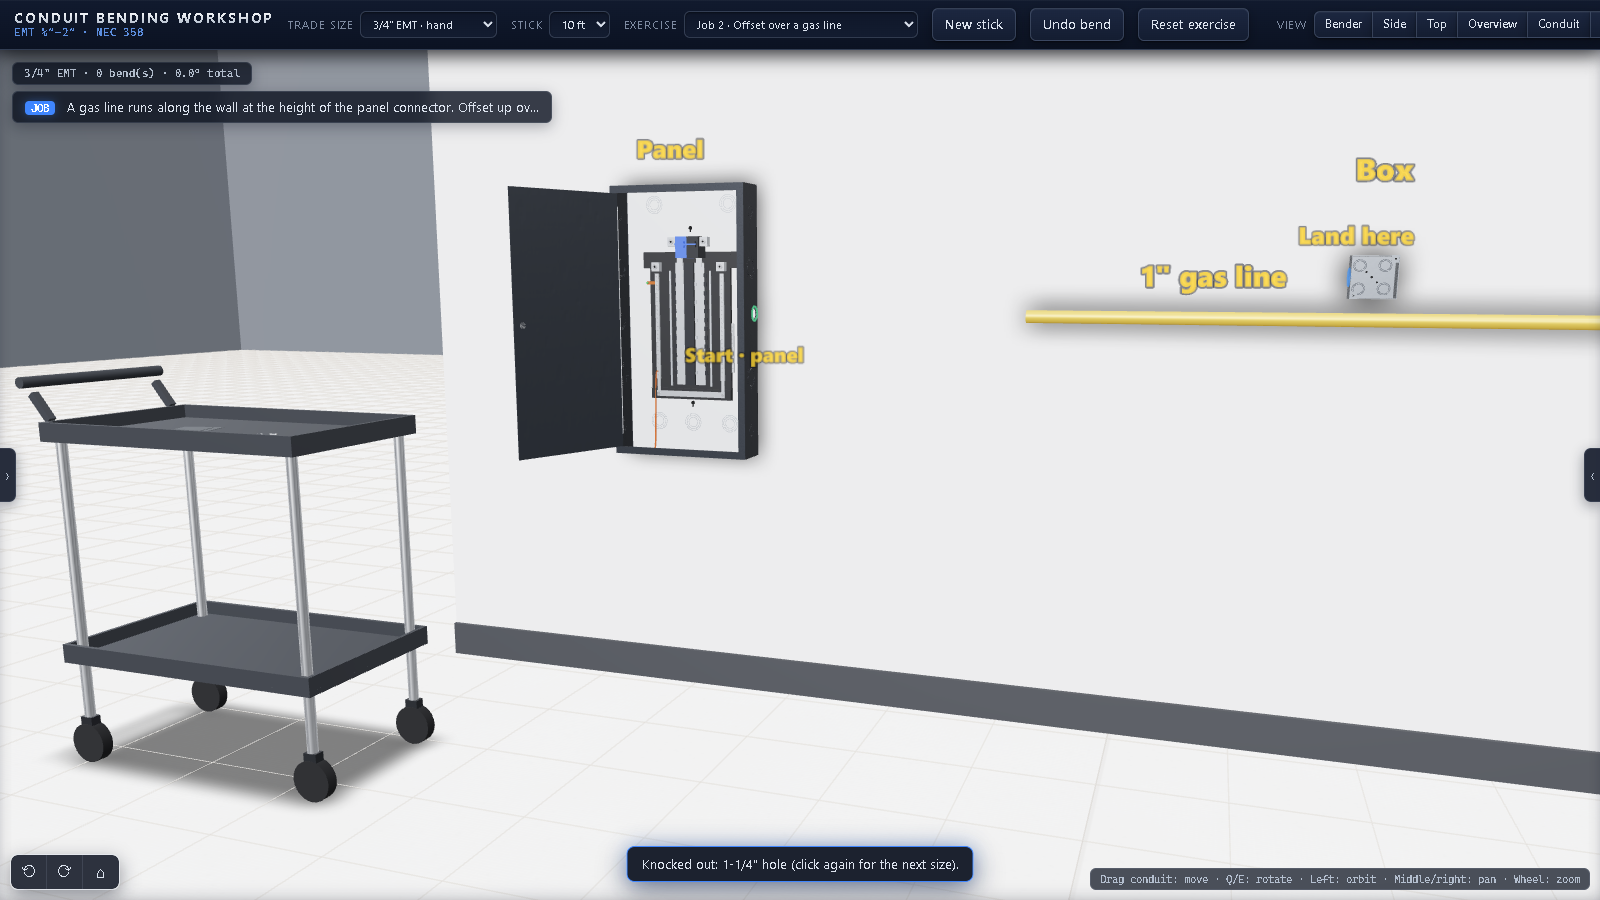 CONDUIT BENDING WORKSHOP
EMT ½"–2" · NEC 358
TRADE SIZE
3/4" EMT · hand
STICK
10 ft
EXERCISE
Job 2 · Offset over a gas line
New stick
Undo bend
Reset exercise
VIEW
Bender
Side
Top
Overview
Conduit
3/4" EMT · 0 bend(s) · 0.0° total
JOB
A gas line runs along the wall at the height of the panel connector. Offset up ov...
Panel
Box
Land here
1" gas line
Start · panel
Knocked out: 1-1/4" hole (click again for the next size).
Drag conduit: move · Q/E: rotate · Left: orbit · Middle/right: pan · Wheel: zoom